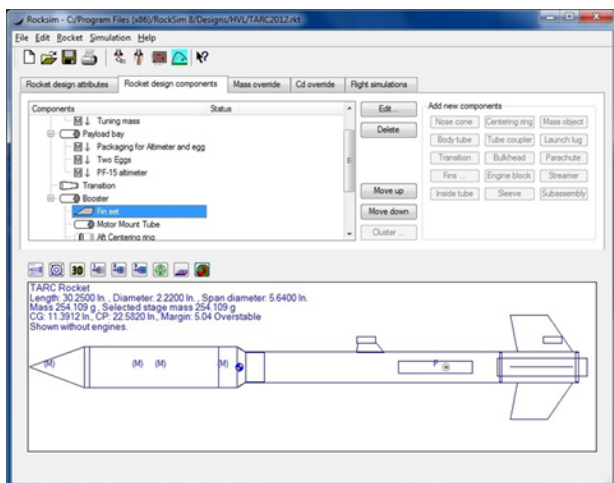 Rocksim - C:/Program Files (x86)/RockSim 8/Designs/HVL/TARC2012.rkt
File Edit Rocket Simulation Help
Rocket design attributes Rocket design components Mass override Cd override Flight simulations
Components Status
Tuning mass
Payload bay
Packaging for Altimeter and egg
Two Eggs
PF-15 altimeter
Transition
Booster
Fin set
Motor Mount Tube
Aft Centering ring
Edit...
Delete
Move up
Move down
Cluster ...
Add new components
Nose cone Centering ring Mass object
Body tube Tube coupler Launch lug
Transition Bulkhead Parachute
Fins ... Engine block Streamer
Inside tube Sleeve Subassembly
30
TARC Rocket
Length: 30.2500 In. , Diameter: 2.2200 In. , Span diameter: 5.6400 In.
Mass 254.109 g , Selected stage mass 254.109 g
CG: 11.3912 In., CP: 22.5820 In., Margin: 5.04 Overstable
Shown without engines.
(M) (M) (M) (M) P